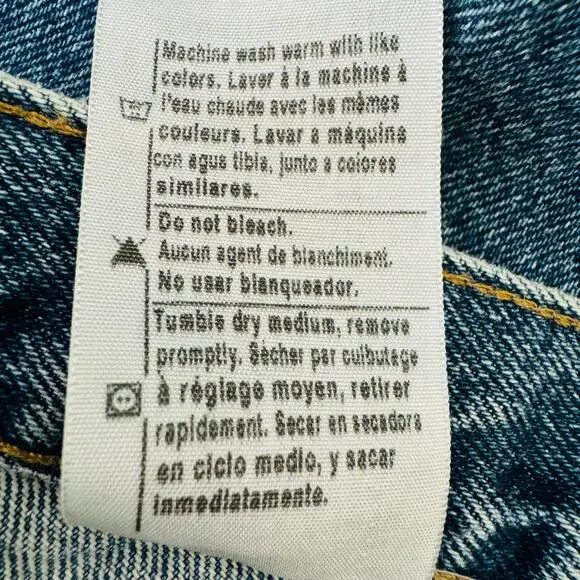 Machine wash warm with like
colors. Laver à la machine à
l'eau chaude avec les mêmes
couleurs. Lavar a máquina
con agua tibia, junto a colores
similares.
Do not bleach.
Aucun agent de blanchiment.
No usar blanqueador.
Tumble dry medium, remove
promptly. Sècher par culbutage
à réglage moyen, retirer
rapidement. Secar en secadora
en ciclo medio, y sacar
inmediatamente.